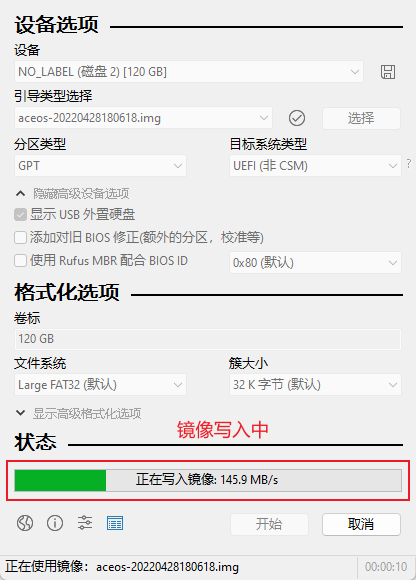 设备选项
设备
NO_LABEL (磁盘 2) [120 GB]
引导类型选择
aceos-20220428180618.img
选择
分区类型
目标系统类型
GPT
UEFI (非 CSM)
?
隐藏高级设备选项
显示 USB 外置硬盘
添加对旧 BIOS 修正(额外的分区，校准等)
使用 Rufus MBR 配合 BIOS ID
0x80 (默认)
格式化选项
卷标
120 GB
文件系统
簇大小
Large FAT32 (默认)
32 K 字节 (默认)
显示高级格式化选项
镜像写入中
状态
正在写入镜像: 145.9 MB/s
开始
取消
正在使用镜像：aceos-20220428180618.img
00:00:10